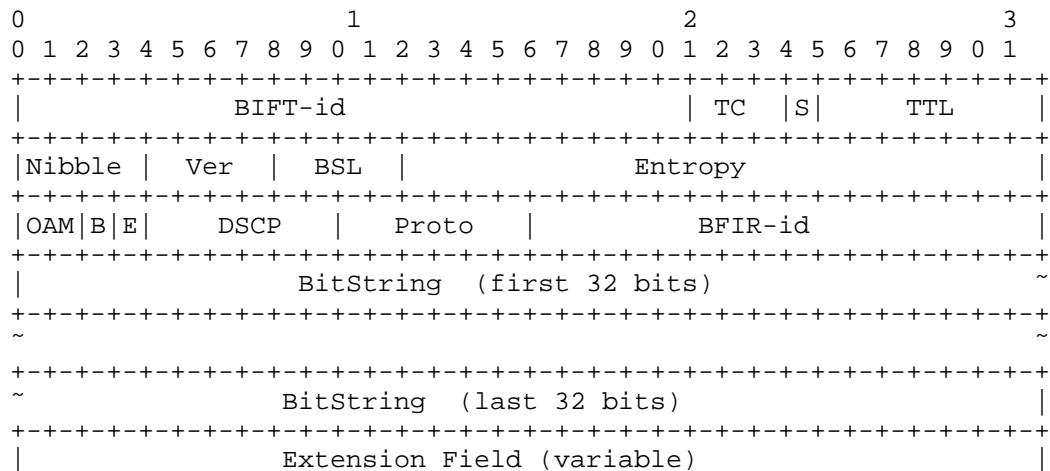 0                   1                   2                   3
0 1 2 3 4 5 6 7 8 9 0 1 2 3 4 5 6 7 8 9 0 1 2 3 4 5 6 7 8 9 0 1
+-+-+-+-+-+-+-+-+-+-+-+-+-+-+-+-+-+-+-+-+-+-+-+-+-+-+-+-+-+-+-+-+
|             BIFT-id                     | TC  |S|     TTL       |
+-+-+-+-+-+-+-+-+-+-+-+-+-+-+-+-+-+-+-+-+-+-+-+-+-+-+-+-+-+-+-+-+
|Nibble |  Ver  |  BSL  |              Entropy                  |
+-+-+-+-+-+-+-+-+-+-+-+-+-+-+-+-+-+-+-+-+-+-+-+-+-+-+-+-+-+-+-+-+
|OAM|B|E|    DSCP   |   Proto   |          BFIR-id              |
+-+-+-+-+-+-+-+-+-+-+-+-+-+-+-+-+-+-+-+-+-+-+-+-+-+-+-+-+-+-+-+-+
|                 BitString  (first 32 bits)                    ~
+-+-+-+-+-+-+-+-+-+-+-+-+-+-+-+-+-+-+-+-+-+-+-+-+-+-+-+-+-+-+-+-+
~                                                               ~
+-+-+-+-+-+-+-+-+-+-+-+-+-+-+-+-+-+-+-+-+-+-+-+-+-+-+-+-+-+-+-+-+
~                BitString  (last 32 bits)                      |
+-+-+-+-+-+-+-+-+-+-+-+-+-+-+-+-+-+-+-+-+-+-+-+-+-+-+-+-+-+-+-+-+
|                Extension Field (variable)                     |